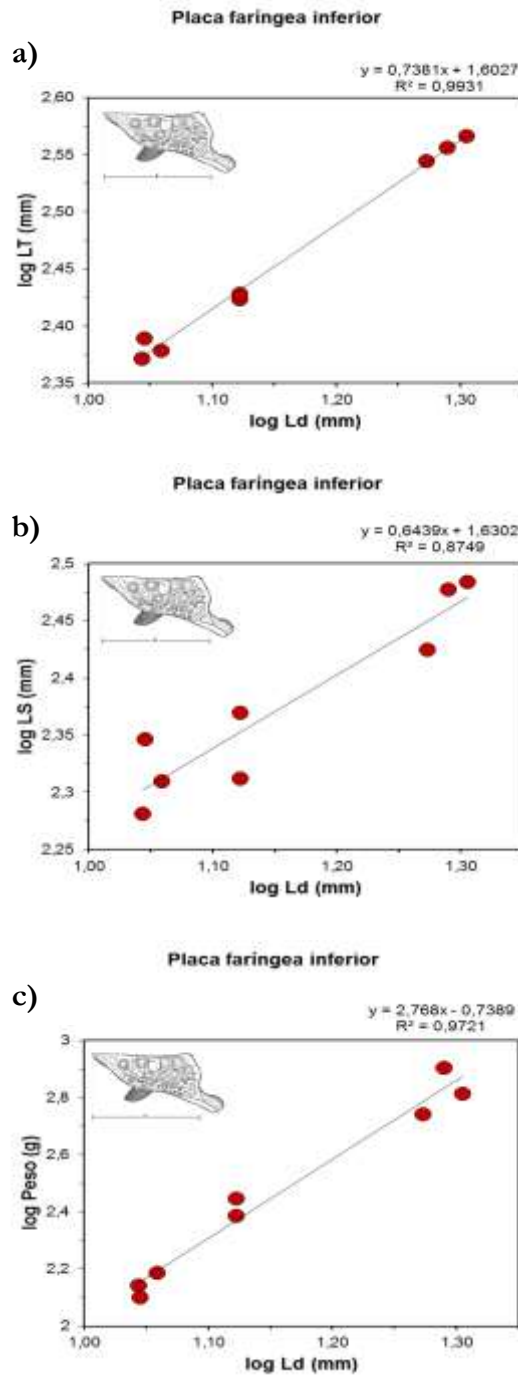 Placa faríngea inferior
a)
y = 0,7381x + 1,6027
R² = 0,9931
2,60
2,55
2,50
2,45
2,40
2,35
log LT (mm)
1,00 1,10 1,20 1,30
log Ld (mm)
Placa faríngea inferior
b)
y = 0,6439x + 1,6302
R² = 0,8749
2,5
2,45
2,4
2,35
2,3
2,25
log LS (mm)
1,00 1,10 1,20 1,30
log Ld (mm)
Placa faríngea inferior
c)
y = 2,768x - 0,7389
R² = 0,9721
3
2,8
2,6
2,4
2,2
2
log Peso (g)
1,00 1,10 1,20 1,30
log Ld (mm)